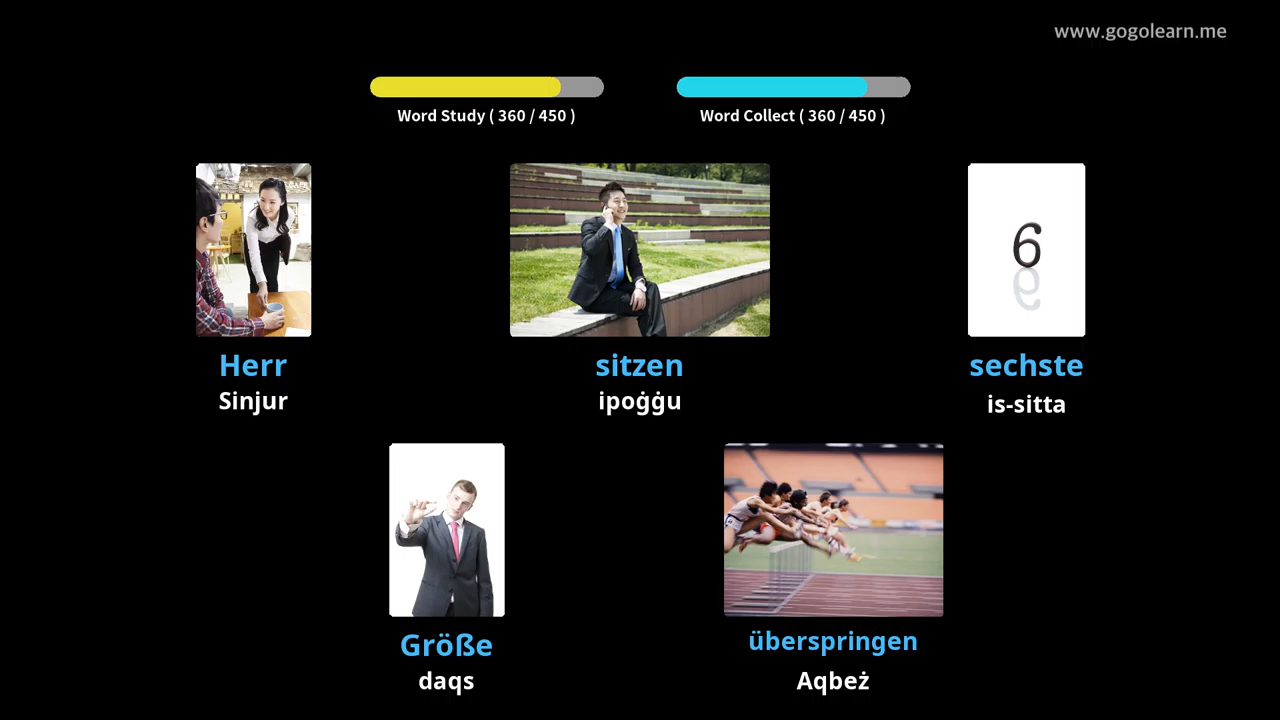 www.gogolearn.me
Word Study ( 360 / 450 )
Word Collect ( 360 / 450 )
6
Herr
Sinjur
sitzen
ipoġġu
sechste
is-sitta
Größe
daqs
überspringen
Aqbeż